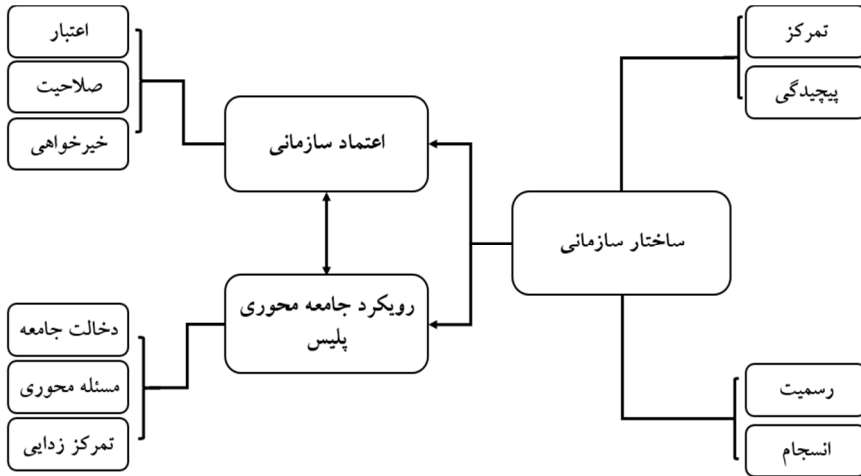 تمرکز
پیچیدگی
ساختار سازمانی
رسمیت
انسجام
اعتماد سازمانی
رویکرد جامعه محوری
پلیس
اعتبار
صلاحیت
خیرخواهی
دخالت جامعه
مسئله محوری
تمرکز زدایی